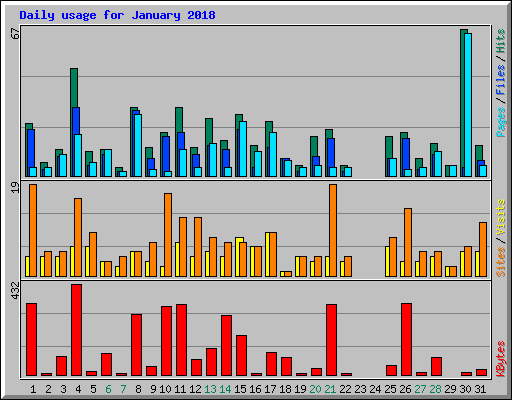 Daily usage for January 2018
67
Pages / Files / Hits
19
Sites / Visits
432
KBytes
1 2 3 4 5 6 7 8 9 10 11 12 13 14 15 16 17 18 19 20 21 22 23 24 25 26 27 28 29 30 31